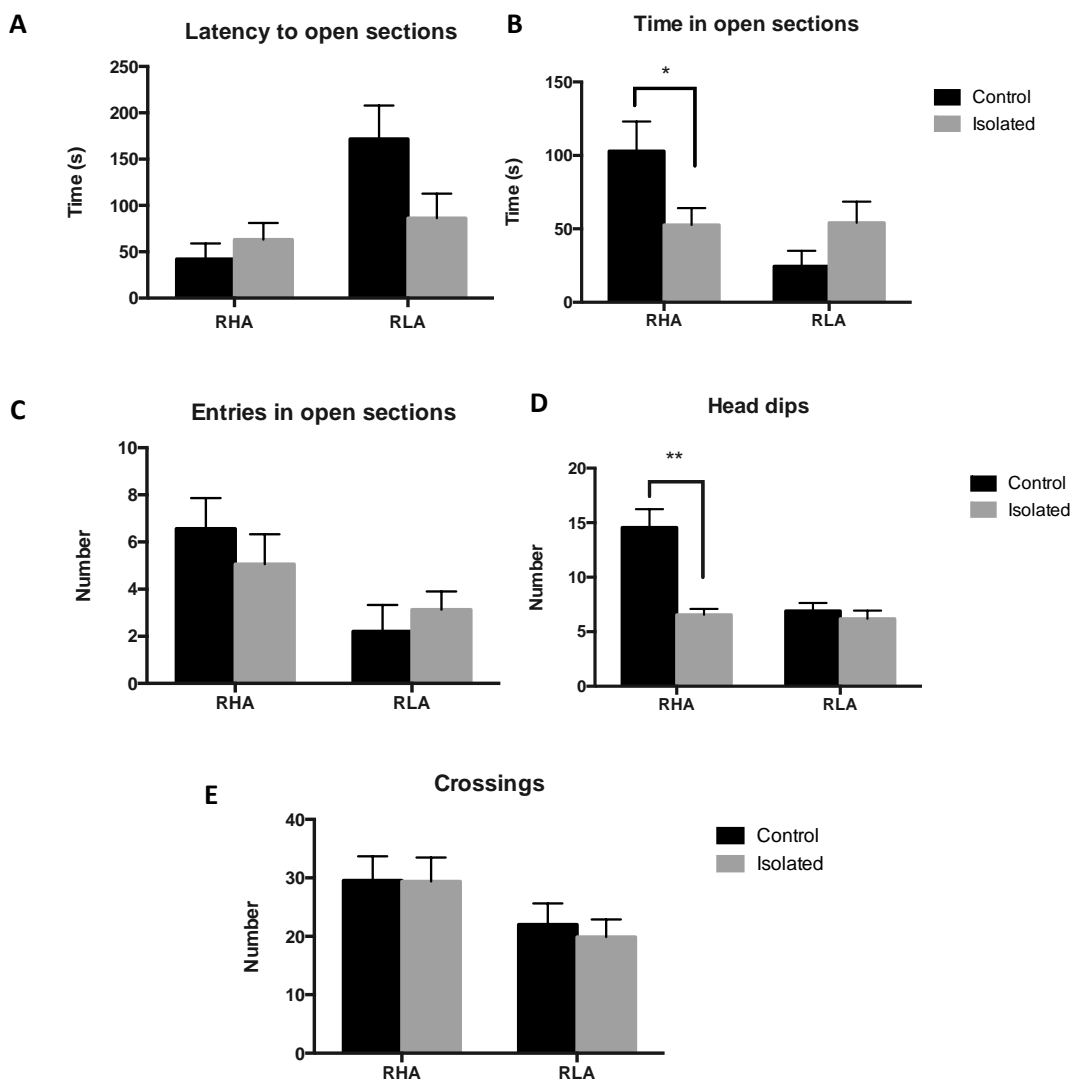 A
Latency to open sections
Time (s)
250
200
150
100
50
0
RHA RLA
B
Time in open sections
Time (s)
150
100
50
0
*
RHA RLA
Control
Isolated
C
Entries in open sections
Number
10
8
6
4
2
0
RHA RLA
D
Head dips
Number
20
15
10
5
0
**
RHA RLA
Control
Isolated
E
Crossings
Number
40
30
20
10
0
RHA RLA
Control
Isolated